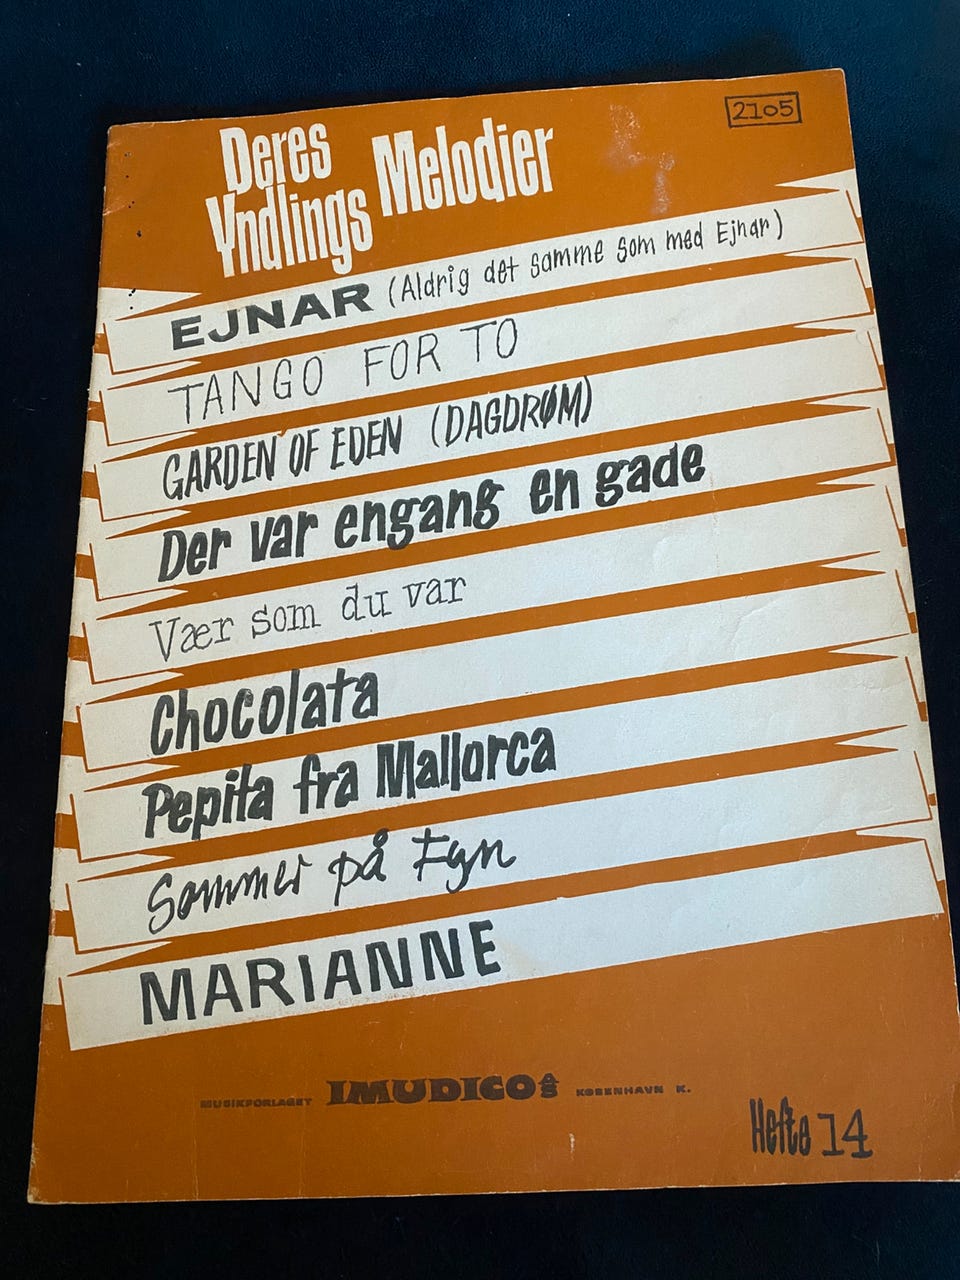 2105
Deres
Yndlings Melodier
EJNAR (Aldrig det samme som med Ejnar)
TANGO FOR TO
GARDEN OF EDEN (DAGDRØM)
Der var engang en gade
Vær som du var
Chocolata
Pepita fra Mallorca
Sommer på Fyn
MARIANNE
MUSIKFORLAGET IMUDICO AS KØBENHAVN K.
Hefte 14